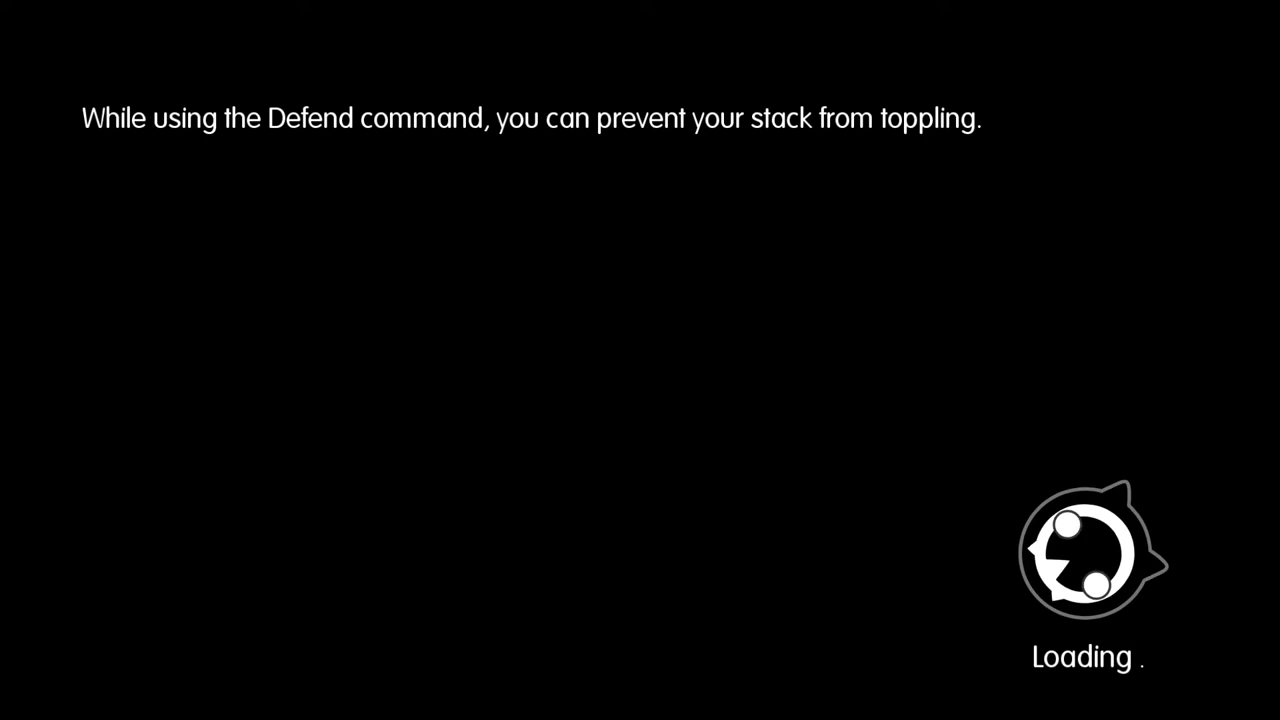 While using the Defend command, you can prevent your stack from toppling.
Loading .